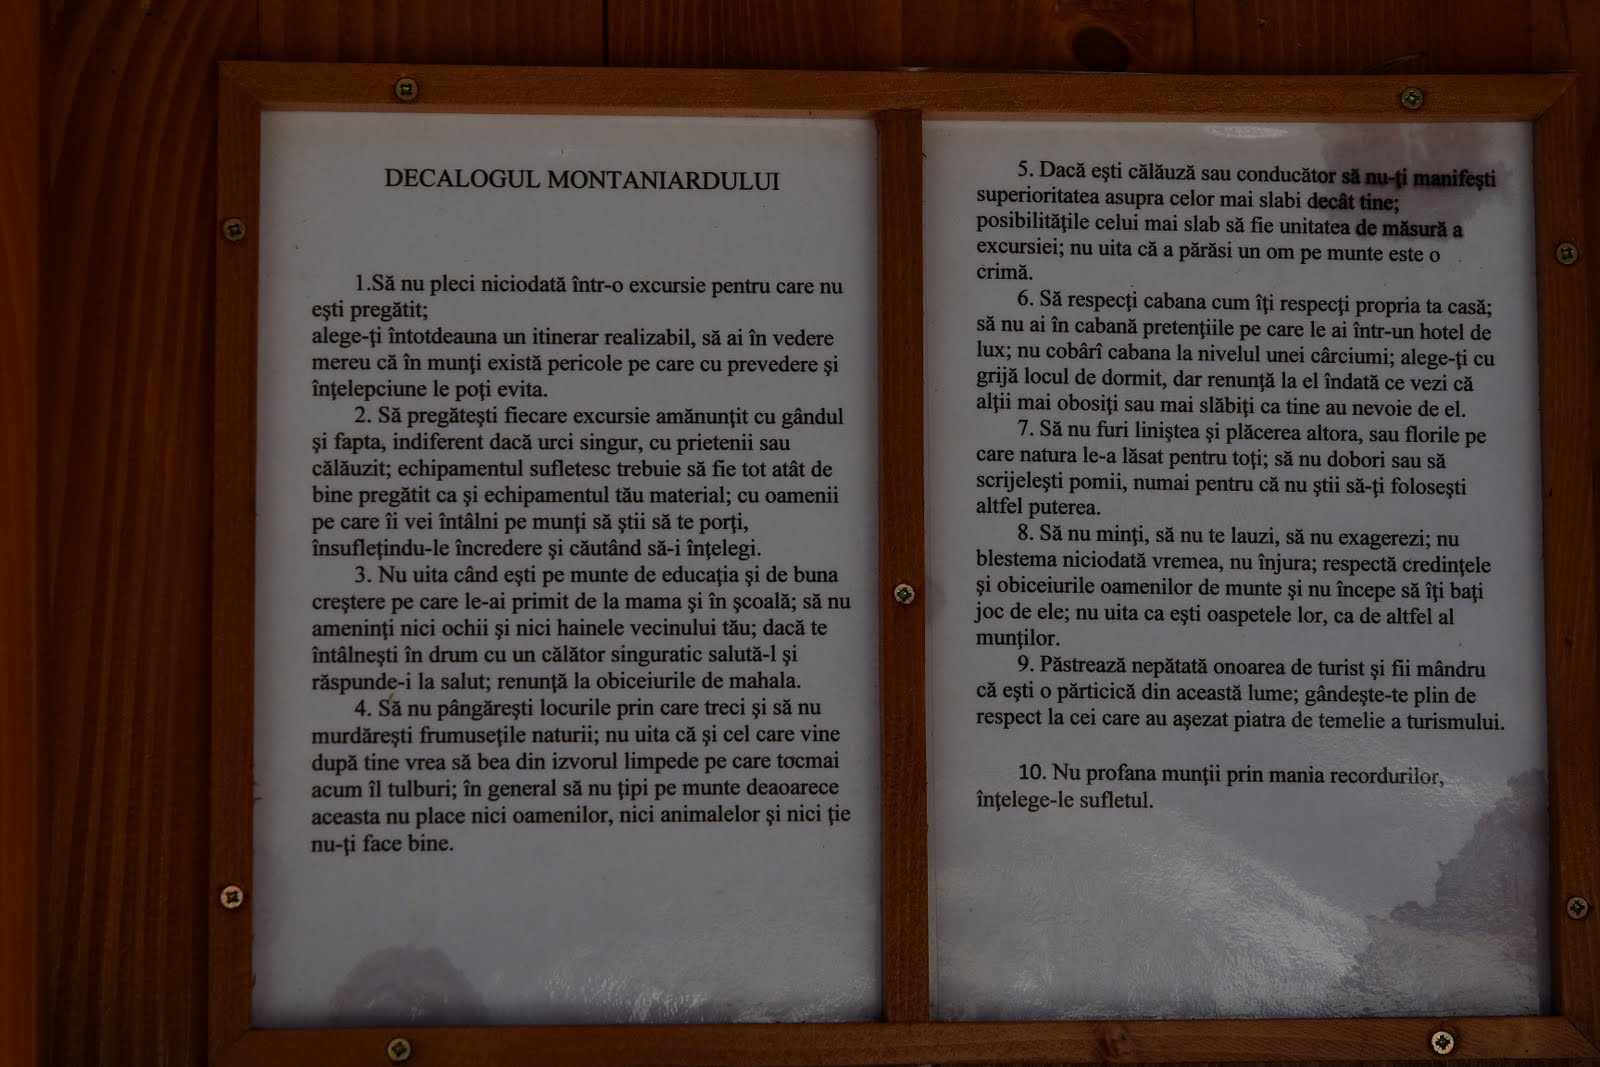 DECALOGUL MONTANIARDULUI
1.Să nu pleci niciodată într-o excursie pentru care nu
eşti pregătit;
alege-ţi întotdeauna un itinerar realizabil, să ai în vedere
mereu că în munţi există pericole pe care cu prevedere şi
înţelepciune le poţi evita.
2. Să pregăteşti fiecare excursie amănunţit cu gândul
şi fapta, indiferent dacă urci singur, cu prietenii sau
călăuzit; echipamentul sufletesc trebuie să fie tot atât de
bine pregătit ca şi echipamentul tău material; cu oamenii
pe care îi vei întâlni pe munţi să ştii să te porţi,
însufleţindu-le încredere şi căutând să-i înţelegi.
3. Nu uita când eşti pe munte de educaţia şi de buna
creştere pe care le-ai primit de la mama şi în şcoală; să nu
ameninţi nici ochii şi nici hainele vecinului tău; dacă te
întâlneşti în drum cu un călător singuratic salută-l şi
răspunde-i la salut; renunţă la obiceiurile de mahala.
4. Să nu pângăreşti locurile prin care treci şi să nu
murdăreşti frumuseţile naturii; nu uita că şi cel care vine
după tine vrea să bea din izvorul limpede pe care tocmai
acum îl tulburi; în general să nu ţipi pe munte deaoarece
aceasta nu place nici oamenilor, nici animalelor şi nici ţie
nu-ţi face bine.
5. Dacă eşti călăuză sau conducător să nu-ţi manifeşti
superioritatea asupra celor mai slabi decât tine;
posibilităţile celui mai slab să fie unitatea de măsură a
excursiei; nu uita că a părăsi un om pe munte este o
crimă.
6. Să respecţi cabana cum îţi respecţi propria ta casă;
să nu ai în cabană pretenţiile pe care le ai într-un hotel de
lux; nu cobârî cabana la nivelul unei cârciumi; alege-ţi cu
grijă locul de dormit, dar renunţă la el îndată ce vezi că
alţii mai obosiţi sau mai slăbiţi ca tine au nevoie de el.
7. Să nu furi liniştea şi plăcerea altora, sau florile pe
care natura le-a lăsat pentru toţi; să nu dobori sau să
scrijeleşti pomii, numai pentru că nu ştii să-ţi foloseşti
altfel puterea.
8. Să nu minţi, să nu te lauzi, să nu exagerezi; nu
blestema niciodată vremea, nu înjura; respectă credinţele
şi obiceiurile oamenilor de munte şi nu începe să îţi baţi
joc de ele; nu uita ca eşti oaspetele lor, ca de altfel al
munţilor.
9. Păstrează nepătată onoarea de turist şi fii mândru
că eşti o părticică din această lume; gândeşte-te plin de
respect la cei care au aşezat piatra de temelie a turismului.
10. Nu profana munţii prin mania recordurilor,
înţelege-le sufletul.